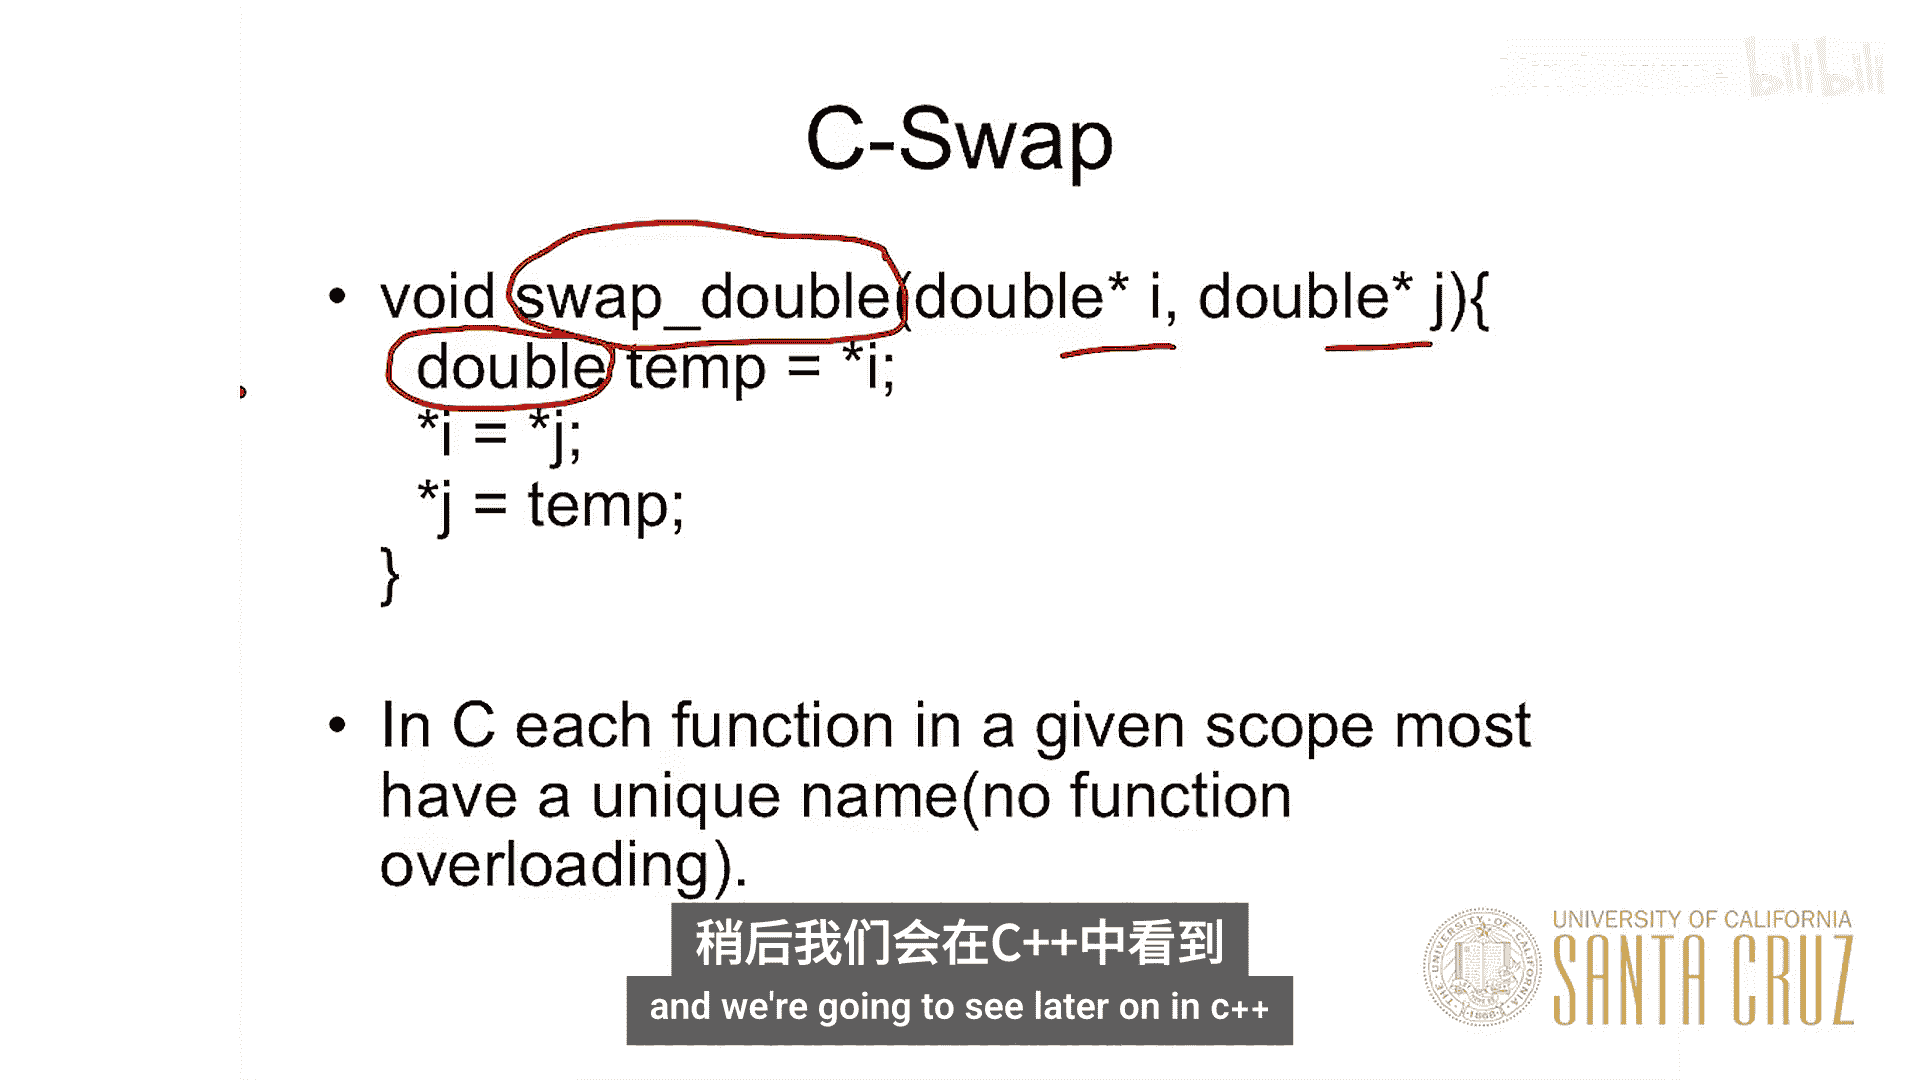 bilibili
C-Swap
• void swap_double(double* i, double* j){
double temp = *i;
*i = *j;
*j = temp;
}
• In C each function in a given scope most
have a unique name(no function
overloading).
稍后我们会在C++中看到
and we're going to see later on in c++
UNIVERSITY OF CALIFORNIA
SANTA CRUZ